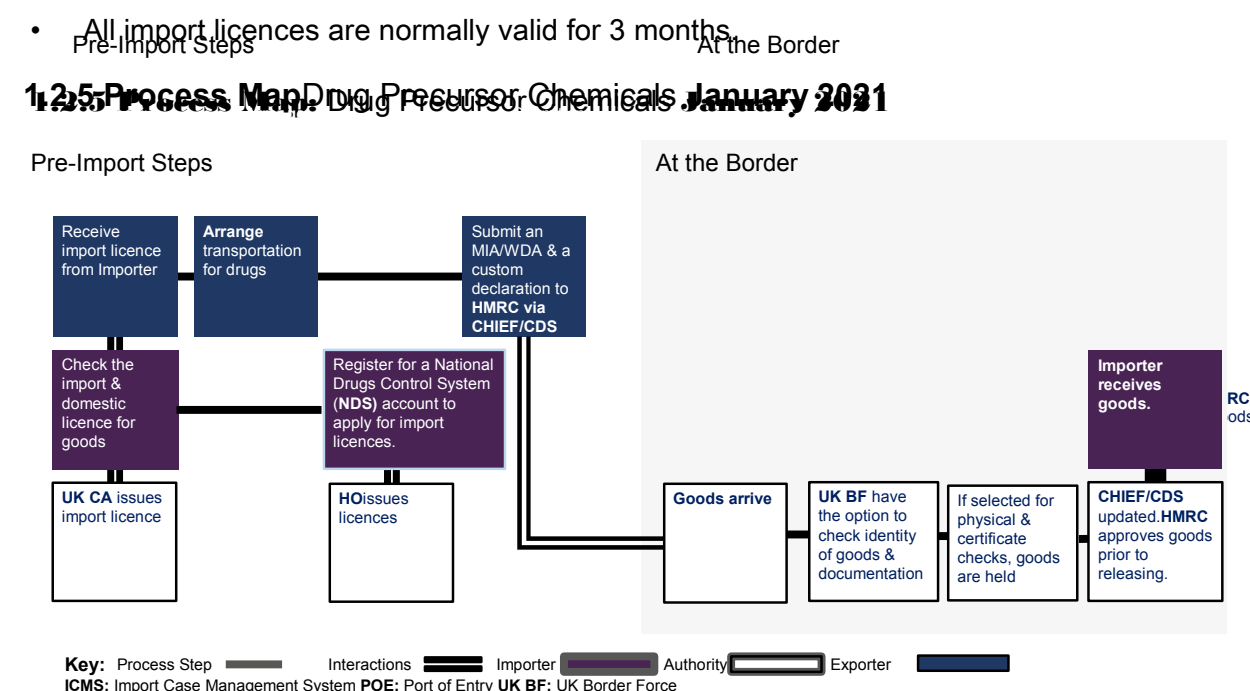 • All import licences are normally valid for 3 months.
Pre-Import Steps At the Border
1.2.5 Process Map: Drug Precursor Chemicals January 2021
Pre-Import Steps
At the Border
Receive
import licence
from Importer
Arrange
transportation
for drugs
Submit an
MIA/WDA & a
custom
declaration to
HMRC via
CHIEF/CDS
Check the
import &
domestic
licence for
goods
Register for a National
Drugs Control System
(NDS) account to
apply for import
licences.
Importer
receives
goods.
RC
ods
UK CA issues
import licence
HOissues
licences
Goods arrive
UK BF have
the option to
check identity
of goods &
documentation
If selected for
physical &
certificate
checks, goods
are held
CHIEF/CDS
updated.HMRC
approves goods
prior to
releasing.
Key: Process Step Interactions Importer Authority Exporter
ICMS: Import Case Management System POE: Port of Entry UK BF: UK Border Force